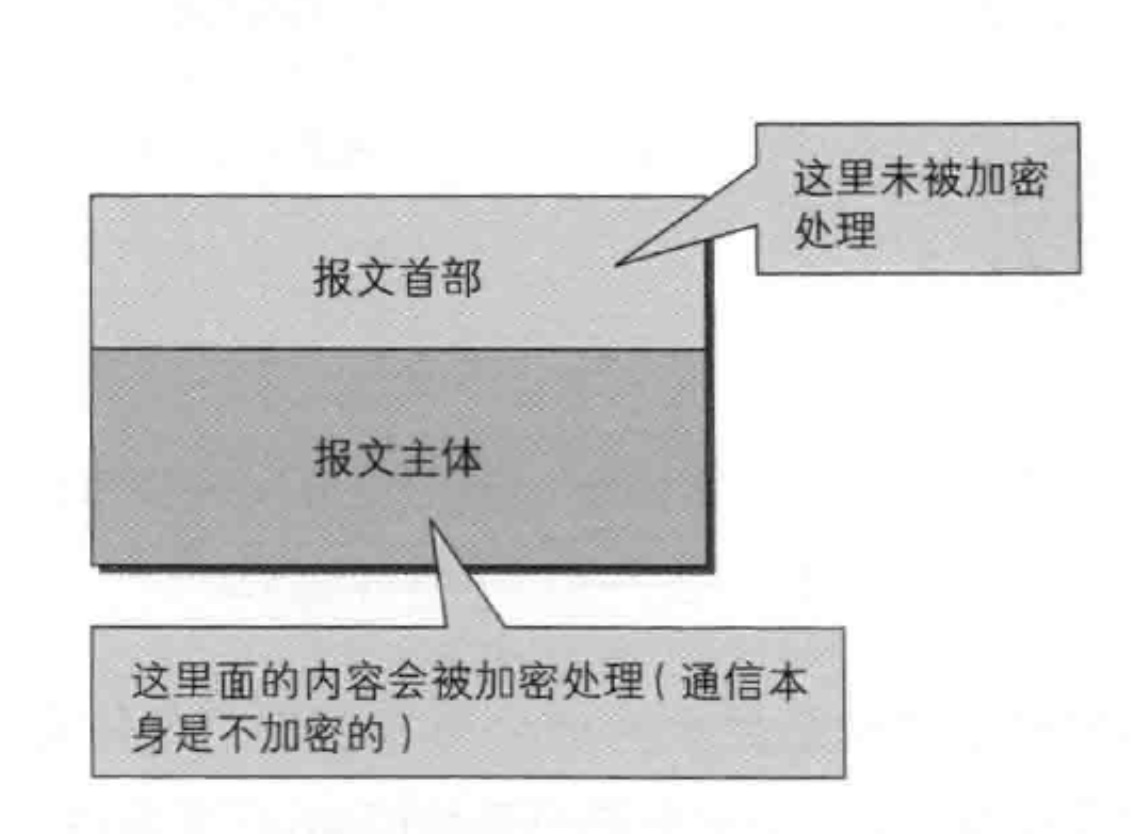 这里未被加密
处理
报文首部
报文主体
这里面的内容会被加密处理(通信本
身是不加密的)